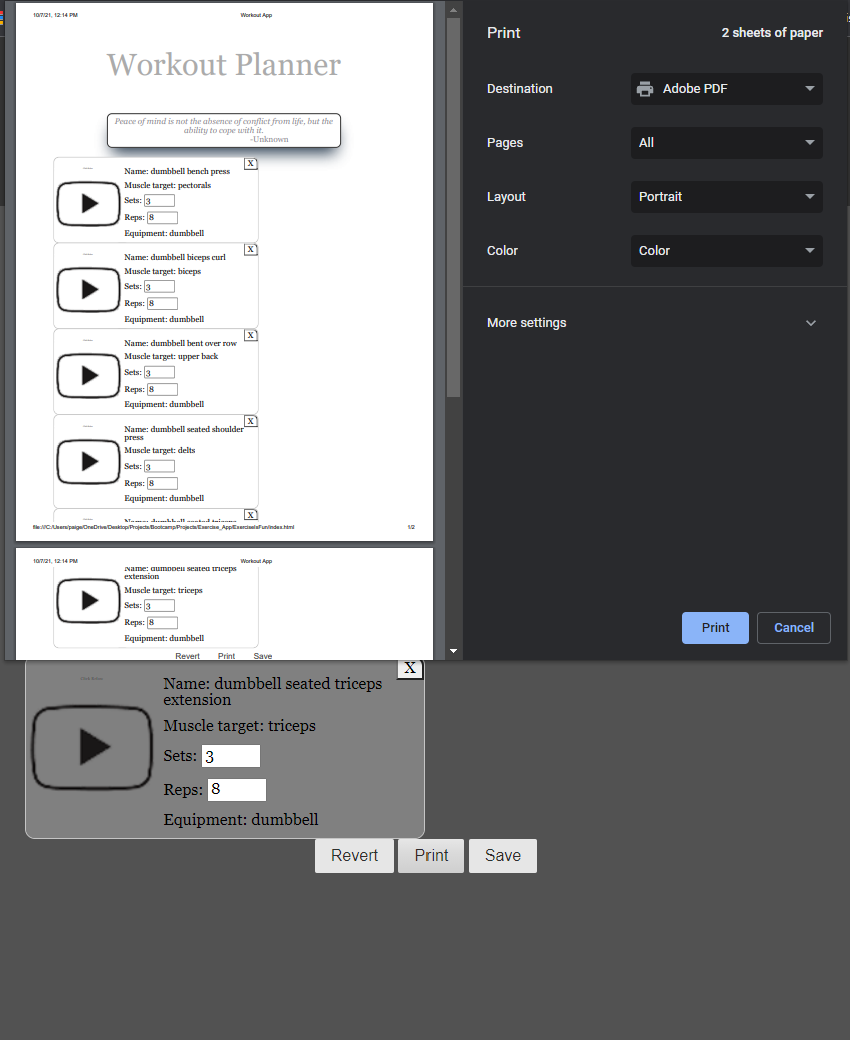 10/7/21, 12:14 PM
Workout App
Workout Planner
Peace of mind is not the absence of conflict from life, but the
ability to cope with it.
-Unknown
X
Name: dumbbell bench press
Muscle target: pectorals
Sets: 3
Reps: 8
Equipment: dumbbell
X
Name: dumbbell biceps curl
Muscle target: biceps
Sets: 3
Reps: 8
Equipment: dumbbell
X
Name: dumbbell bent over row
Muscle target: upper back
Sets: 3
Reps: 8
Equipment: dumbbell
X
Name: dumbbell seated shoulder
press
Muscle target: delts
Sets: 3
Reps: 8
Equipment: dumbbell
X
Name: dumbbell seated triceps
file:///C:/Users/paige/OneDrive/Desktop/Projects/Bootcamp/Projects/Exercise_App/ExerciseIsFun/index.html
1/2
10/7/21, 12:14 PM
Workout App
Name: dumbbell seated triceps
extension
Muscle target: triceps
Sets: 3
Reps: 8
Equipment: dumbbell
Revert Print Save
Print
2 sheets of paper
Destination
Adobe PDF
Pages
All
Layout
Portrait
Color
Color
More settings
Print
Cancel
X
Name: dumbbell seated triceps
extension
Muscle target: triceps
Sets: 3
Reps: 8
Equipment: dumbbell
Revert
Print
Save